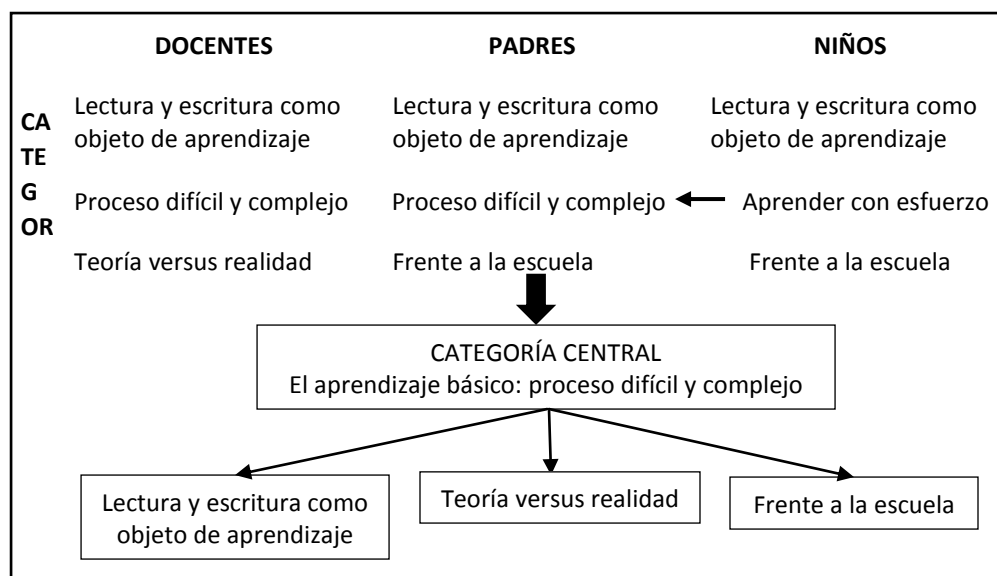 DOCENTES PADRES NIÑOS
Lectura y escritura como Lectura y escritura como Lectura y escritura como
objeto de aprendizaje objeto de aprendizaje objeto de aprendizaje
CA
TE
G
OR
Proceso difícil y complejo Proceso difícil y complejo Aprender con esfuerzo
Teoría versus realidad Frente a la escuela Frente a la escuela
CATEGORÍA CENTRAL
El aprendizaje básico: proceso difícil y complejo
Lectura y escritura como
objeto de aprendizaje
Teoría versus realidad
Frente a la escuela